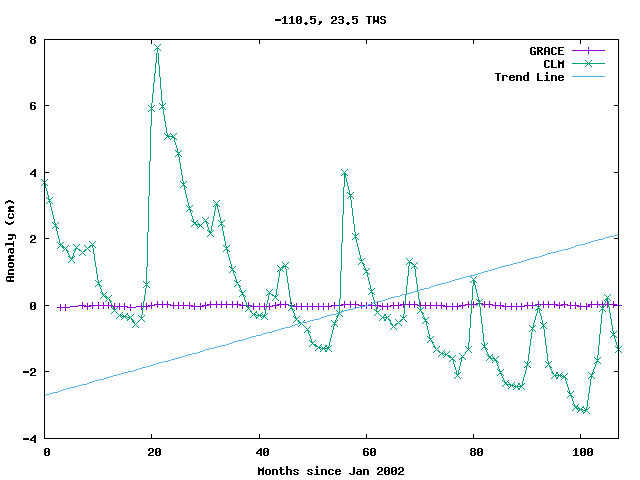 -110.5, 23.5 TWS
GRACE
CLM
Trend Line
Anomaly (cm)
8
6
4
2
0
-2
-4
0 20 40 60 80 100
Months since Jan 2002